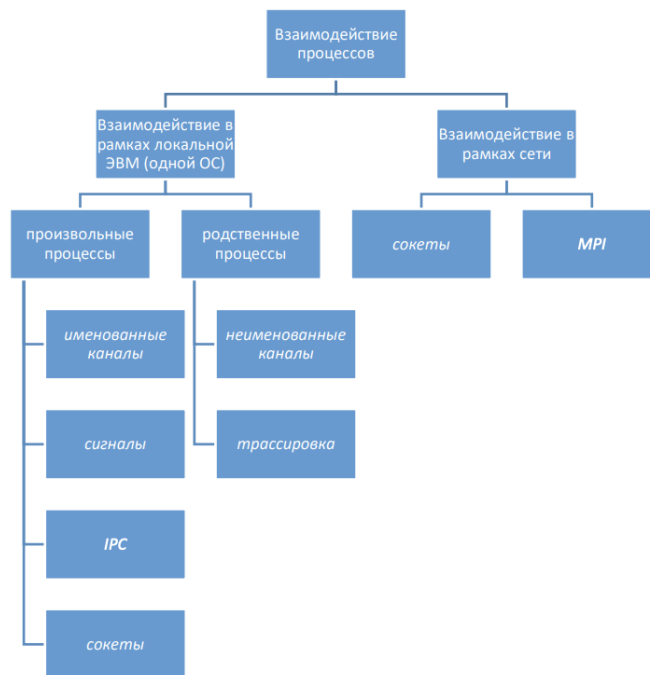 Взаимодействие
процессов
Взаимодействие в
рамках локальной
ЭВМ (одной ОС)
Взаимодействие в
рамках сети
произвольные
процессы
родственные
процессы
сокеты
MPI
именованные
каналы
неименованные
каналы
сигналы
трассировка
IPC
сокеты